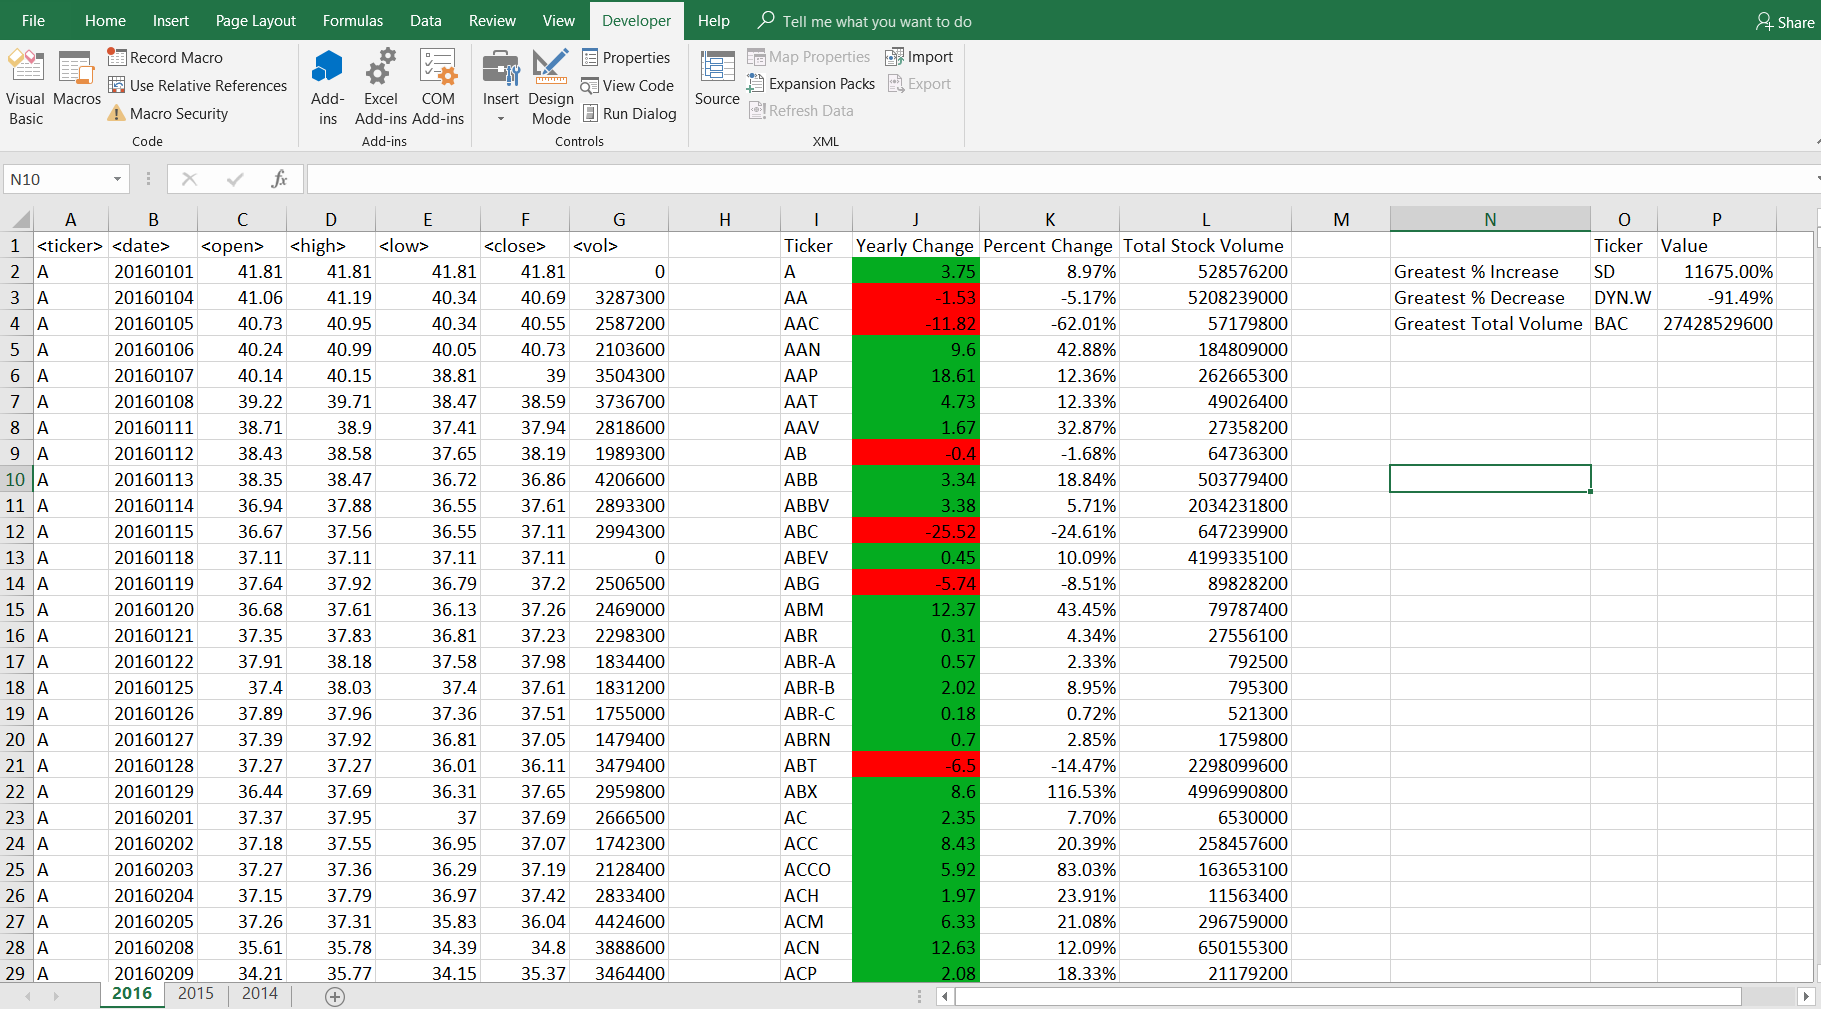 File Home Insert Page Layout Formulas Data Review View Developer Help Tell me what you want to do Share
Visual Basic Macros Record Macro Use Relative References Macro Security Code
Add-ins Excel Add-ins COM Add-ins Add-ins
Insert Design Mode Properties View Code Run Dialog Controls
Source Map Properties Expansion Packs Refresh Data Import Export XML
N10 fx
A B C D E F G H I J K L M N O P
1 <ticker> <date> <open> <high> <low> <close> <vol> Ticker Yearly Change Percent Change Total Stock Volume Ticker Value
2 A 20160101 41.81 41.81 41.81 41.81 0 A 3.75 8.97% 528576200 Greatest % Increase SD 11675.00%
3 A 20160104 41.06 41.19 40.34 40.69 3287300 AA -1.53 -5.17% 5208239000 Greatest % Decrease DYN.W -91.49%
4 A 20160105 40.73 40.95 40.34 40.55 2587200 AAC -11.82 -62.01% 57179800 Greatest Total Volume BAC 27428529600
5 A 20160106 40.24 40.99 40.05 40.73 2103600 AAN 9.6 42.88% 184809000
6 A 20160107 40.14 40.15 38.81 39 3504300 AAP 18.61 12.36% 262665300
7 A 20160108 39.22 39.71 38.47 38.59 3736700 AAT 4.73 12.33% 49026400
8 A 20160111 38.71 38.9 37.41 37.94 2818600 AAV 1.67 32.87% 27358200
9 A 20160112 38.43 38.58 37.65 38.19 1989300 AB -0.4 -1.68% 64736300
10 A 20160113 38.35 38.47 36.72 36.86 4206600 ABB 3.34 18.84% 503779400
11 A 20160114 36.94 37.88 36.55 37.61 2893300 ABBV 3.38 5.71% 2034231800
12 A 20160115 36.67 37.56 36.55 37.11 2994300 ABC -25.52 -24.61% 647239900
13 A 20160118 37.11 37.11 37.11 37.11 0 ABEV 0.45 10.09% 4199335100
14 A 20160119 37.64 37.92 36.79 37.2 2506500 ABG -5.74 -8.51% 89828200
15 A 20160120 36.68 37.61 36.13 37.26 2469000 ABM 12.37 43.45% 79787400
16 A 20160121 37.35 37.83 36.81 37.23 2298300 ABR 0.31 4.34% 27556100
17 A 20160122 37.91 38.18 37.58 37.98 1834400 ABR-A 0.57 2.33% 792500
18 A 20160125 37.4 38.03 37.4 37.61 1831200 ABR-B 2.02 8.95% 795300
19 A 20160126 37.89 37.96 37.36 37.51 1755000 ABR-C 0.18 0.72% 521300
20 A 20160127 37.39 37.92 36.81 37.05 1479400 ABRN 0.7 2.85% 1759800
21 A 20160128 37.27 37.27 36.01 36.11 3479400 ABT -6.5 -14.47% 2298099600
22 A 20160129 36.44 37.69 36.31 37.65 2959800 ABX 8.6 116.53% 4996990800
23 A 20160201 37.37 37.95 37 37.69 2666500 AC 2.35 7.70% 6530000
24 A 20160202 37.18 37.55 36.95 37.07 1742300 ACC 8.43 20.39% 258457600
25 A 20160203 37.27 37.36 36.29 37.19 2128400 ACCO 5.92 83.03% 163653100
26 A 20160204 37.15 37.79 36.97 37.42 2833400 ACH 1.97 23.91% 11563400
27 A 20160205 37.26 37.31 35.83 36.04 4424600 ACM 6.33 21.08% 296759000
28 A 20160208 35.61 35.78 34.39 34.8 3888600 ACN 12.63 12.09% 650155300
29 A 20160209 34.21 35.77 34.15 35.37 3464400 ACP 2.08 18.33% 21179200
2016 2015 2014